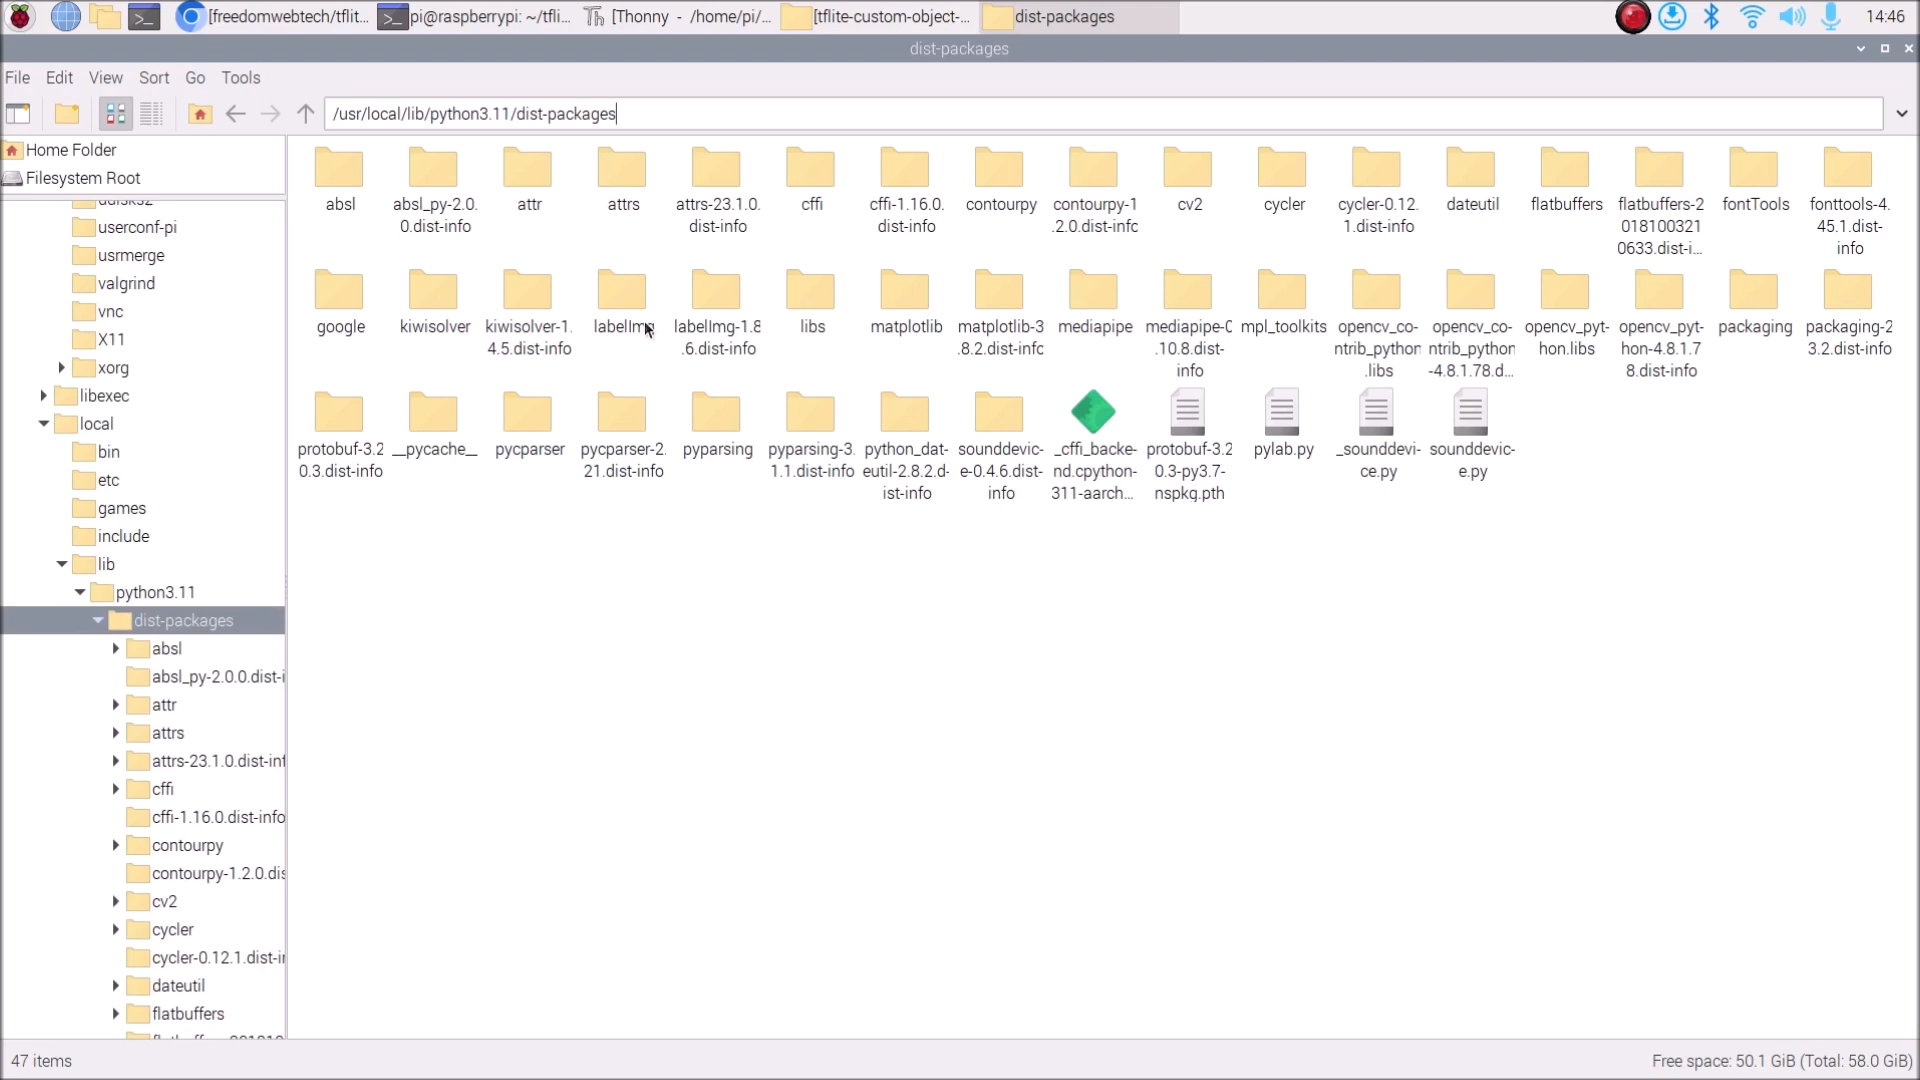 [freedomwebtech/tflit...
pi@raspberrypi: ~/tfli...
Th [Thonny - /home/pi/...
[tflite-custom-object-...
dist-packages
14:46
dist-packages
File Edit View Sort Go Tools
/usr/local/lib/python3.11/dist-packages
Home Folder
Filesystem Root
userconf-pi
usrmerge
valgrind
vnc
X11
xorg
libexec
local
bin
etc
games
include
lib
python3.11
dist-packages
absl
absl_py-2.0.0.dist-i
attr
attrs
attrs-23.1.0.dist-inf
cffi
cffi-1.16.0.dist-info
contourpy
contourpy-1.2.0.dis
cv2
cycler
cycler-0.12.1.dist-ir
dateutil
flatbuffers
absl
absl_py-2.0.
0.dist-info
attr
attrs
attrs-23.1.0.
dist-info
cffi
cffi-1.16.0.
dist-info
contourpy
contourpy-1
.2.0.dist-info
cv2
cycler
cycler-0.12.
1.dist-info
dateutil
flatbuffers
flatbuffers-2
018100321
0633.dist-i...
fontTools
fonttools-4.
45.1.dist-
info
google
kiwisolver
kiwisolver-1.
4.5.dist-info
labelImg
labelImg-1.8
.6.dist-info
libs
matplotlib
matplotlib-3
.8.2.dist-info
mediapipe
mediapipe-0
.10.8.dist-
info
mpl_toolkits
opencv_co-
ntrib_python
.libs
opencv_co-
ntrib_python
-4.8.1.78.d...
opencv_pyt-
hon.libs
opencv_pyt-
hon-4.8.1.7
8.dist-info
packaging
packaging-2
3.2.dist-info
protobuf-3.2
0.3.dist-info
__pycache__
pycparser
pycparser-2.
21.dist-info
pyparsing
pyparsing-3.
1.1.dist-info
python_dat-
eutil-2.8.2.d-
ist-info
sounddevic-
e-0.4.6.dist-
info
_cffi_backe-
nd.cpython-
311-aarch...
protobuf-3.2
0.3-py3.7-
nspkg.pth
pylab.py
_sounddevi-
ce.py
sounddevic-
e.py
47 items
Free space: 50.1 GiB (Total: 58.0 GiB)